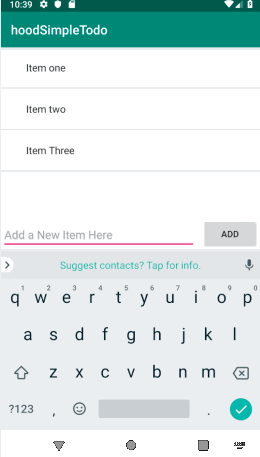 10:39
hoodSimpleTodo
Item one
Item two
Item Three
Add a New Item Here
ADD
Suggest contacts? Tap for info.
1 2 3 4 5 6 7 8 9 0
q w e r t y u i o p
a s d f g h j k l
z x c v b n m
?123 , .